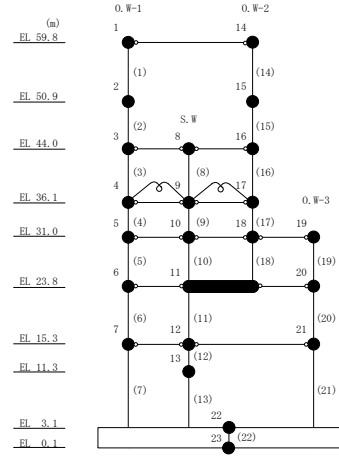 O.W-1 O.W-2
(m)
EL 59.8 1 14
(1) (14)
EL 50.9 2 15
(2) S.W (15)
EL 44.0 3 8 16
(3) (8) (16)
EL 36.1 4 9 17 O.W-3
EL 31.0 5 (4) 10 (9) 18 (17) 19
(5) (10) (18) (19)
EL 23.8 6 11 20
(6) (11) (20)
EL 15.3 7 12 21
EL 11.3 13 (12)
(7) (13) (21)
EL 3.1 22
EL 0.1 23 (22)